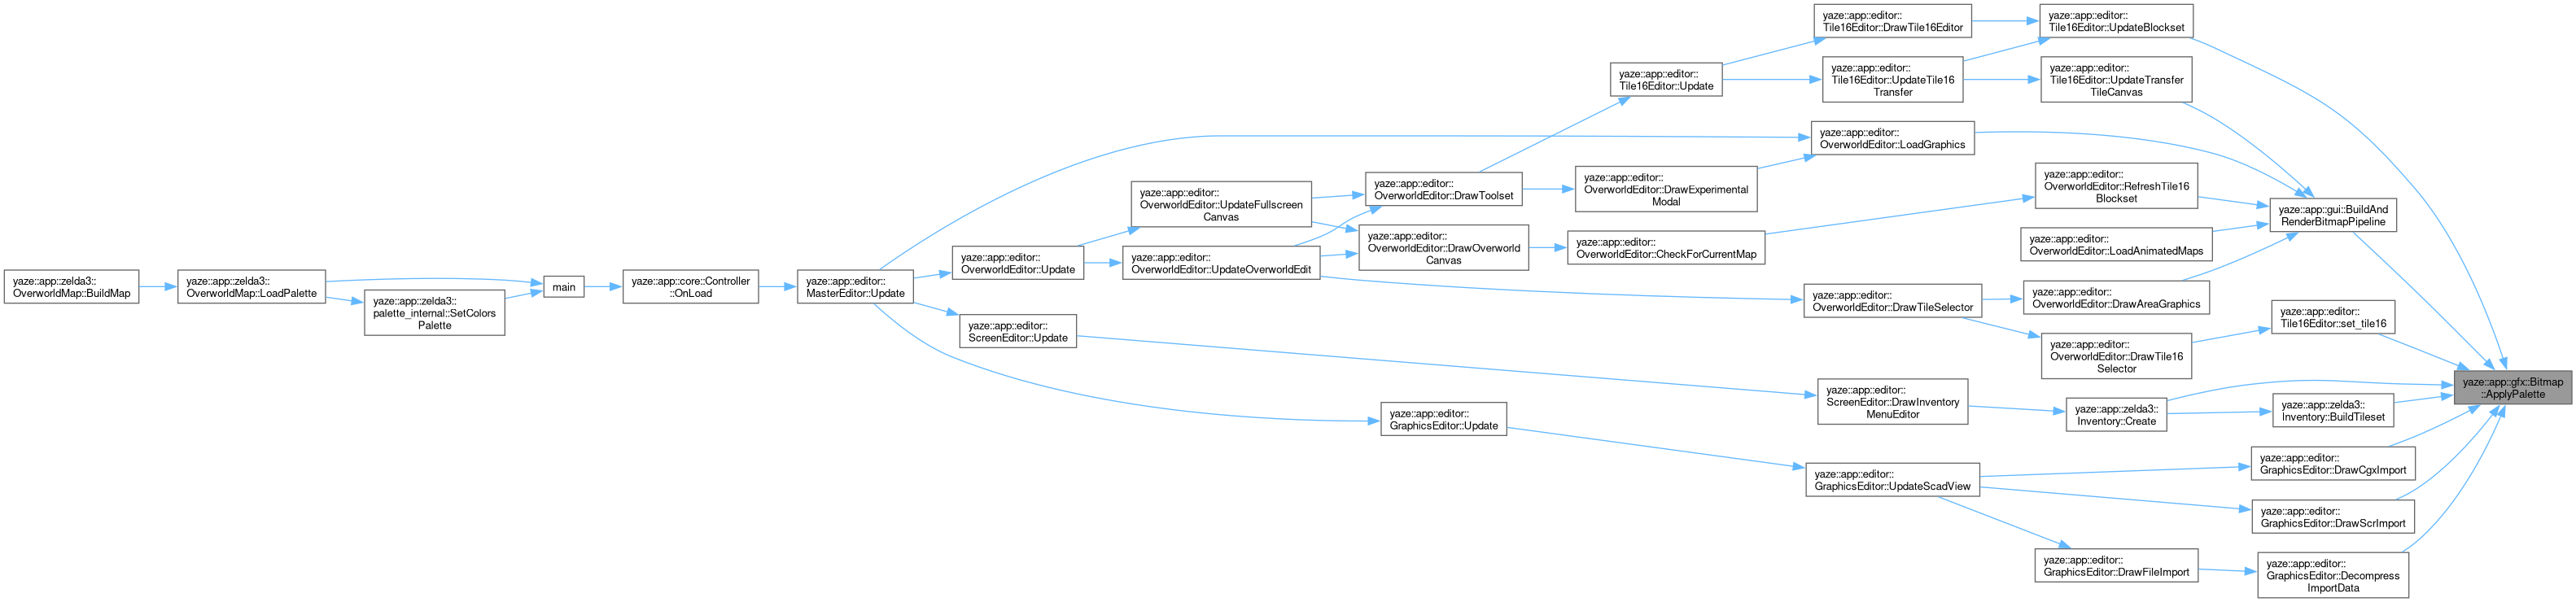 yaze::app::zelda3::
OverworldMap::BuildMap
yaze::app::zelda3::
OverworldMap::LoadPalette
yaze::app::zelda3::
palette_internal::SetColors
Palette
main
yaze::app::core::Controller
::OnLoad
yaze::app::editor::
MasterEditor::Update
yaze::app::editor::
OverworldEditor::Update
yaze::app::editor::
ScreenEditor::Update
yaze::app::editor::
OverworldEditor::UpdateFullscreen
Canvas
yaze::app::editor::
OverworldEditor::UpdateOverworldEdit
yaze::app::editor::
OverworldEditor::DrawToolset
yaze::app::editor::
OverworldEditor::DrawOverworld
Canvas
yaze::app::editor::
GraphicsEditor::Update
yaze::app::editor::
Tile16Editor::Update
yaze::app::editor::
OverworldEditor::DrawExperimental
Modal
yaze::app::editor::
OverworldEditor::CheckForCurrentMap
yaze::app::editor::
Tile16Editor::DrawTile16Editor
yaze::app::editor::
Tile16Editor::UpdateTile16
Transfer
yaze::app::editor::
OverworldEditor::LoadGraphics
yaze::app::editor::
OverworldEditor::DrawTileSelector
yaze::app::editor::
ScreenEditor::DrawInventory
MenuEditor
yaze::app::editor::
GraphicsEditor::UpdateScadView
yaze::app::editor::
Tile16Editor::UpdateBlockset
yaze::app::editor::
Tile16Editor::UpdateTransfer
TileCanvas
yaze::app::editor::
OverworldEditor::RefreshTile16
Blockset
yaze::app::editor::
OverworldEditor::LoadAnimatedMaps
yaze::app::editor::
OverworldEditor::DrawAreaGraphics
yaze::app::editor::
OverworldEditor::DrawTile16
Selector
yaze::app::zelda3::
Inventory::Create
yaze::app::editor::
GraphicsEditor::DrawFileImport
yaze::app::gui::BuildAnd
RenderBitmapPipeline
yaze::app::editor::
Tile16Editor::set_tile16
yaze::app::zelda3::
Inventory::BuildTileset
yaze::app::editor::
GraphicsEditor::DrawCgxImport
yaze::app::editor::
GraphicsEditor::DrawScrImport
yaze::app::editor::
GraphicsEditor::Decompress
ImportData
yaze::app::gfx::Bitmap
::ApplyPalette